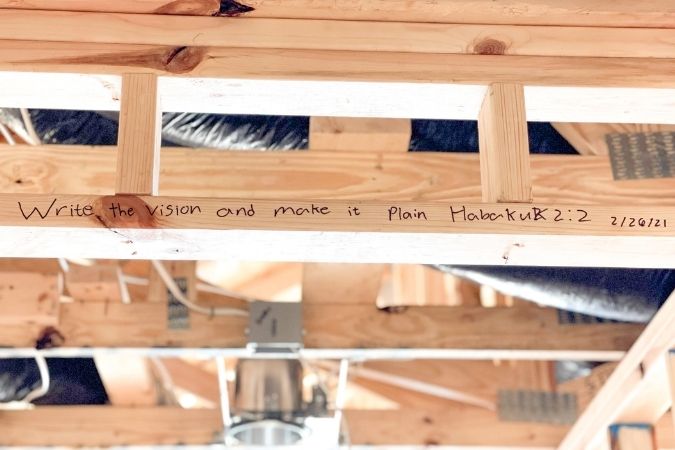 Write the vision and make it plain Habakuk 2:2 2/26/21